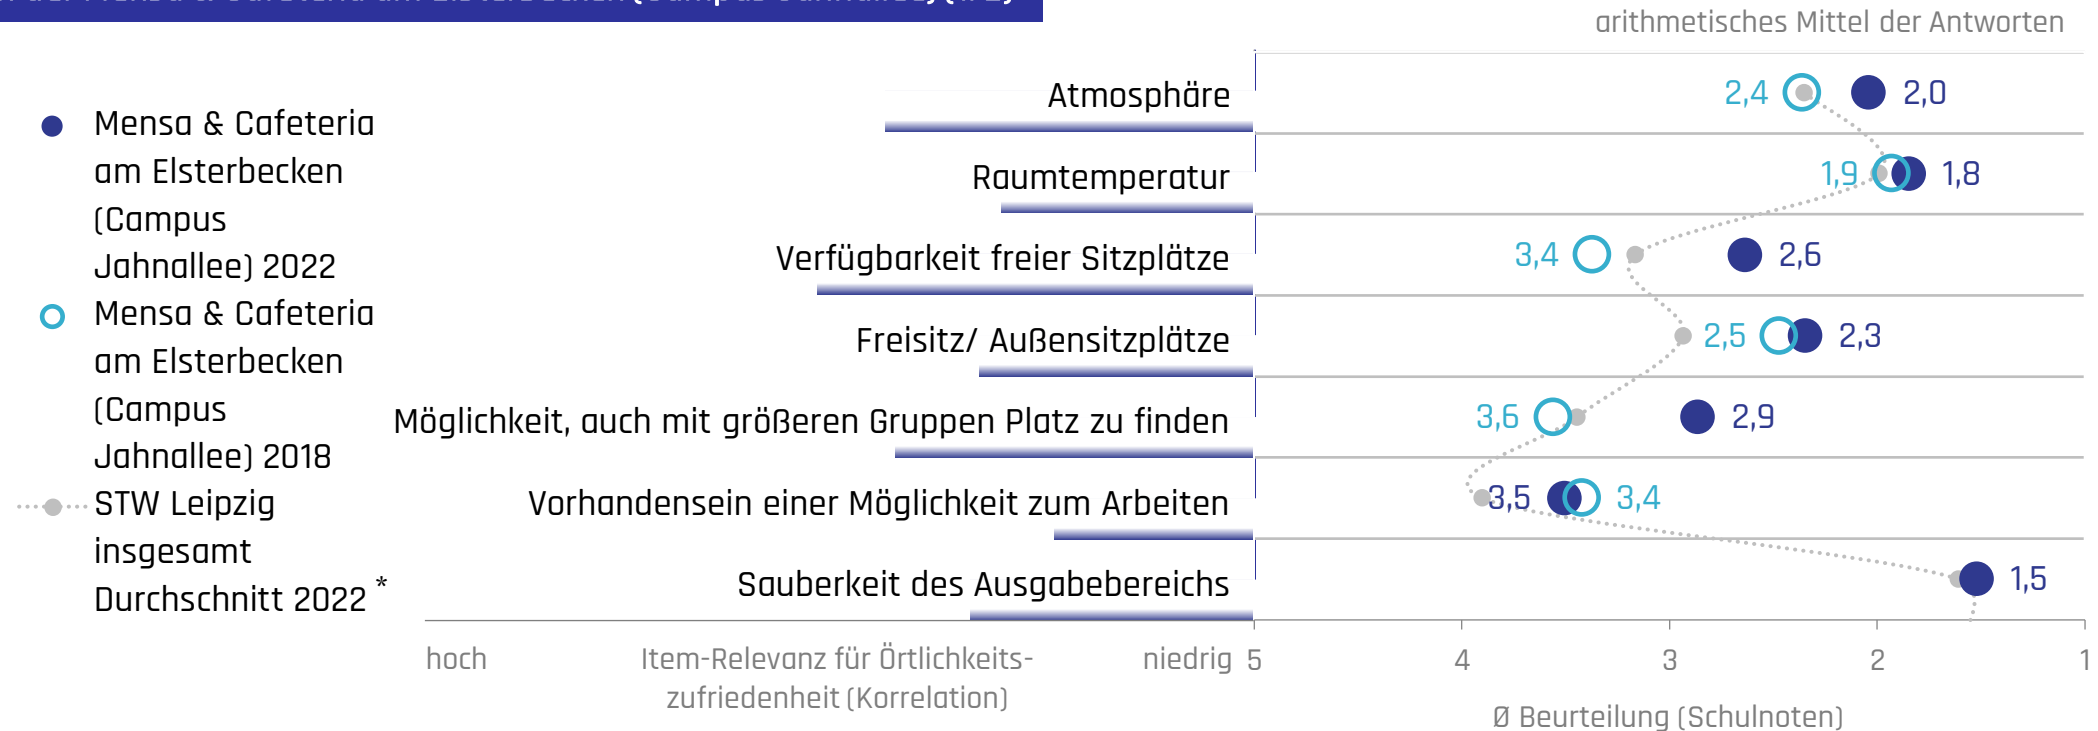 arithmetisches Mittel der Antworten
Mensa & Cafeteria
am Elsterbecken
(Campus
Jahnallee) 2022
Mensa & Cafeteria
am Elsterbecken
(Campus
Jahnallee) 2018
STW Leipzig
insgesamt
Durchschnitt 2022 *
Atmosphäre
2,4 2,0
Raumtemperatur
1,9 1,8
Verfügbarkeit freier Sitzplätze
3,4 2,6
Freisitz/ Außensitzplätze
2,5 2,3
Möglichkeit, auch mit größeren Gruppen Platz zu finden
3,6 2,9
Vorhandensein einer Möglichkeit zum Arbeiten
3,5 3,4
Sauberkeit des Ausgabebereichs
1,5
hoch
Item-Relevanz für Örtlichkeits-
zufriedenheit (Korrelation)
niedrig
5 4 3 2 1
Ø Beurteilung (Schulnoten)